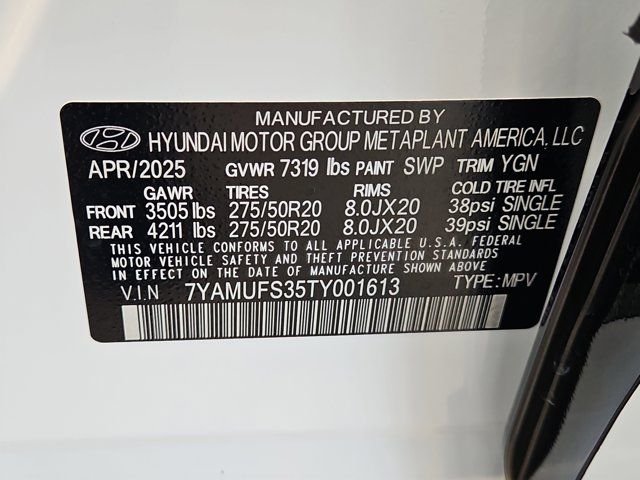 MANUFACTURED BY
HYUNDAI MOTOR GROUP METAPLANT AMERICA, LLC
APR/2025 GVWR 7319 lbs PAINT SWP TRIM YGN
GAWR TIRES RIMS COLD TIRE INFL
FRONT 3505 lbs 275/50R20 8.0JX20 38psi SINGLE
REAR 4211 lbs 275/50R20 8.0JX20 39psi SINGLE
THIS VEHICLE CONFORMS TO ALL APPLICABLE U.S.A. FEDERAL
MOTOR VEHICLE SAFETY AND THEFT PREVENTION STANDARDS
IN EFFECT ON THE DATE OF MANUFACTURE SHOWN ABOVE.
V.I.N 7YAMUFS35TY001613 TYPE:MPV